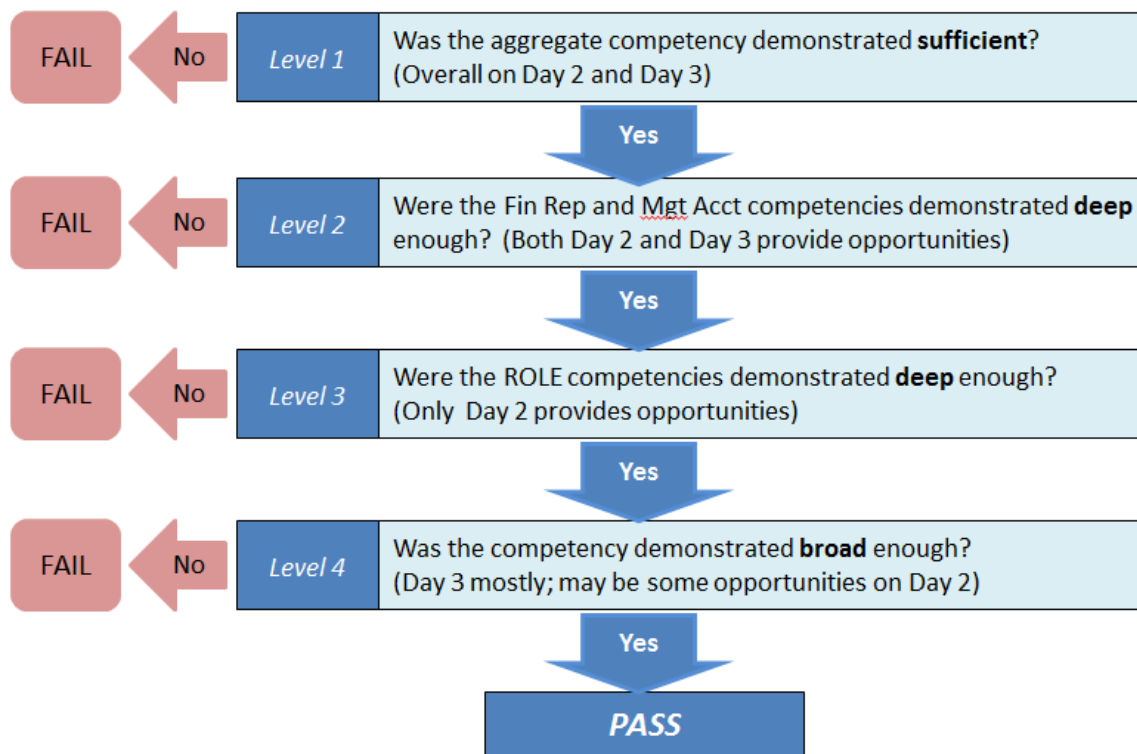 FAIL
No
Level 1
Was the aggregate competency demonstrated sufficient?
(Overall on Day 2 and Day 3)
Yes
FAIL
No
Level 2
Were the Fin Rep and Mgt Acct competencies demonstrated deep
enough? (Both Day 2 and Day 3 provide opportunities)
Yes
FAIL
No
Level 3
Were the ROLE competencies demonstrated deep enough?
(Only Day 2 provides opportunities)
Yes
FAIL
No
Level 4
Was the competency demonstrated broad enough?
(Day 3 mostly; may be some opportunities on Day 2)
Yes
PASS